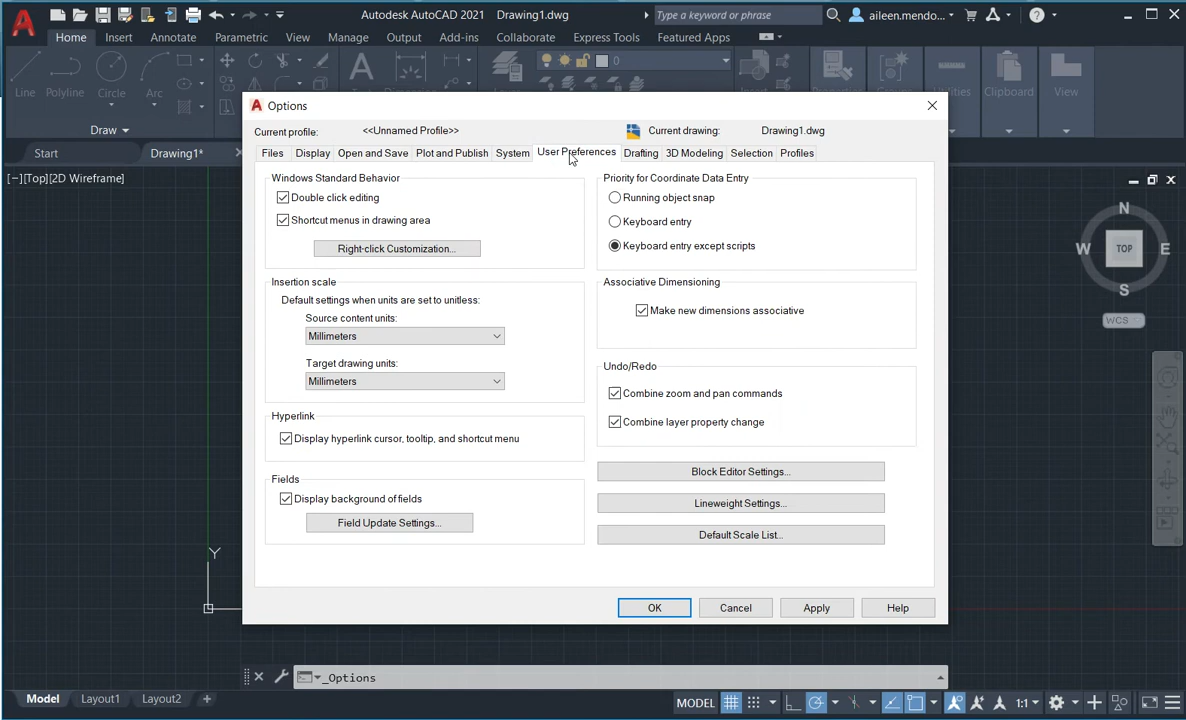 Autodesk AutoCAD 2021 Drawing1.dwg
Type a keyword or phrase
aileen.mendo...
Home Insert Annotate Parametric View Manage Output Add-ins Collaborate Express Tools Featured Apps
0
Line Polyline Circle Arc
Clipboard View
Draw
Options
Current profile: <<Unnamed Profile>> Current drawing: Drawing1.dwg
Start Drawing1*
Files Display Open and Save Plot and Publish System User Preferences Drafting 3D Modeling Selection Profiles
[−][Top][2D Wireframe]
Windows Standard Behavior
Double click editing
Shortcut menus in drawing area
Right-click Customization...
Insertion scale
Default settings when units are set to unitless:
Source content units:
Millimeters
Target drawing units:
Millimeters
Hyperlink
Display hyperlink cursor, tooltip, and shortcut menu
Fields
Display background of fields
Field Update Settings...
Priority for Coordinate Data Entry
Running object snap
Keyboard entry
Keyboard entry except scripts
Associative Dimensioning
Make new dimensions associative
Undo/Redo
Combine zoom and pan commands
Combine layer property change
Block Editor Settings...
Lineweight Settings...
Default Scale List...
OK Cancel Apply Help
N
W TOP E
S
WCS
Y
_Options
Model Layout1 Layout2 +
MODEL 1:1